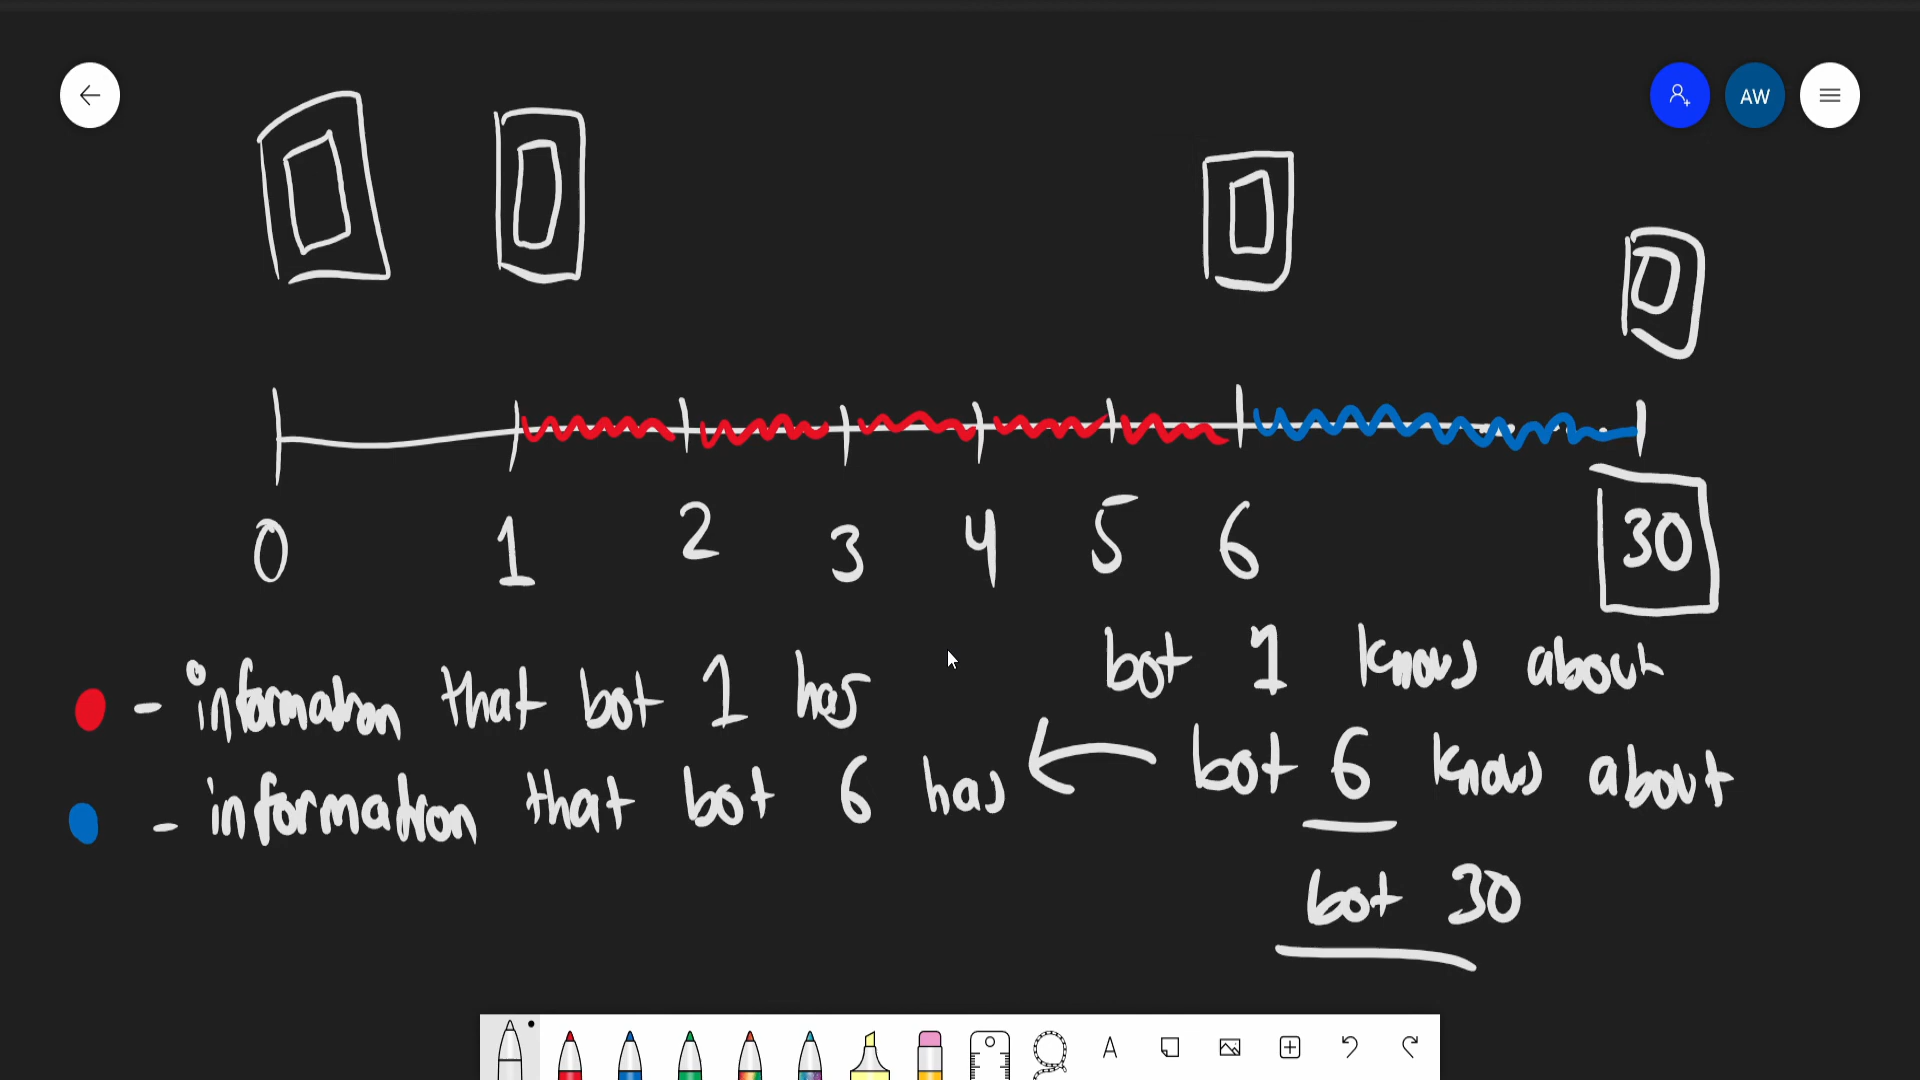 AW
0 1 2 3 4 5 6 30
- information that bot 1 has
- information that bot 6 has
bot 1 knows about
bot 6 knows about
bot 30
A